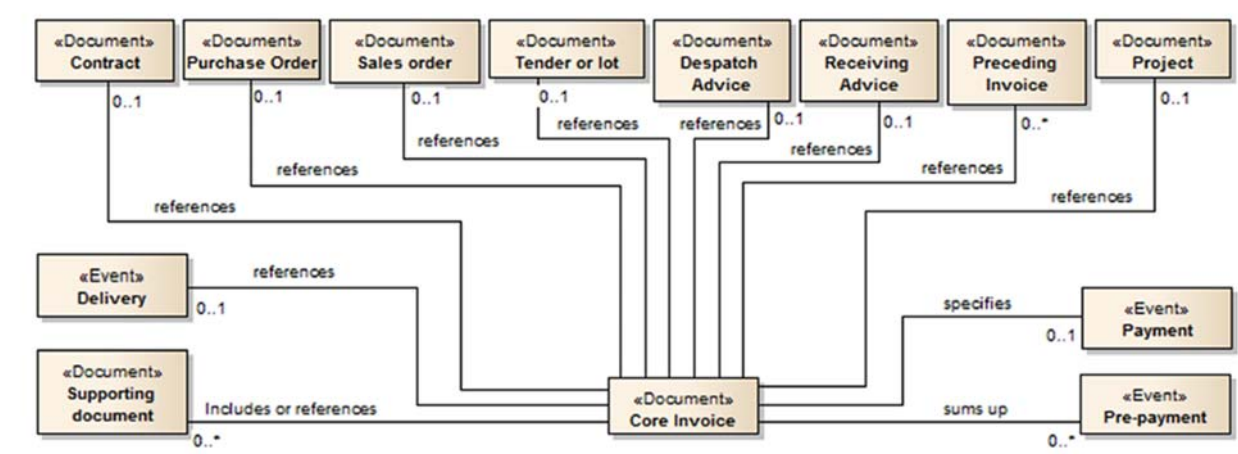 «Document»
Contract
0..1
«Document»
Purchase Order
0..1
«Document»
Sales order
0..1
«Document»
Tender or lot
0..1
«Document»
Despatch
Advice
0..1
«Document»
Receiving
Advice
0..1
«Document»
Preceding
Invoice
0..*
«Document»
Project
0..1
references
references
references
references
references
references
references
references
«Event»
Delivery
0..1
references
specifies
«Event»
Payment
0..1
«Document»
Supporting
document
0..*
Includes or references
«Document»
Core Invoice
sums up
«Event»
Pre-payment
0..*